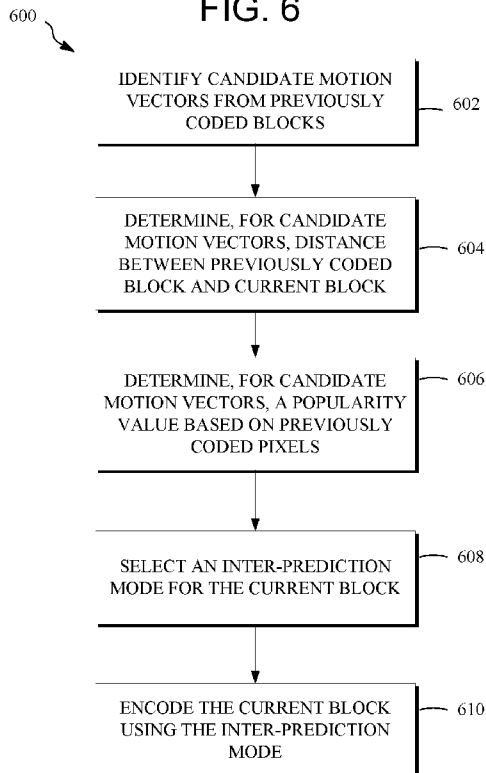 FIG. 6
600
IDENTIFY CANDIDATE MOTION
VECTORS FROM PREVIOUSLY
CODED BLOCKS
602
DETERMINE, FOR CANDIDATE
MOTION VECTORS, DISTANCE
BETWEEN PREVIOUSLY CODED
BLOCK AND CURRENT BLOCK
604
DETERMINE, FOR CANDIDATE
MOTION VECTORS, A POPULARITY
VALUE BASED ON PREVIOUSLY
CODED PIXELS
606
SELECT AN INTER-PREDICTION
MODE FOR THE CURRENT BLOCK
608
ENCODE THE CURRENT BLOCK
USING THE INTER-PREDICTION
MODE
610